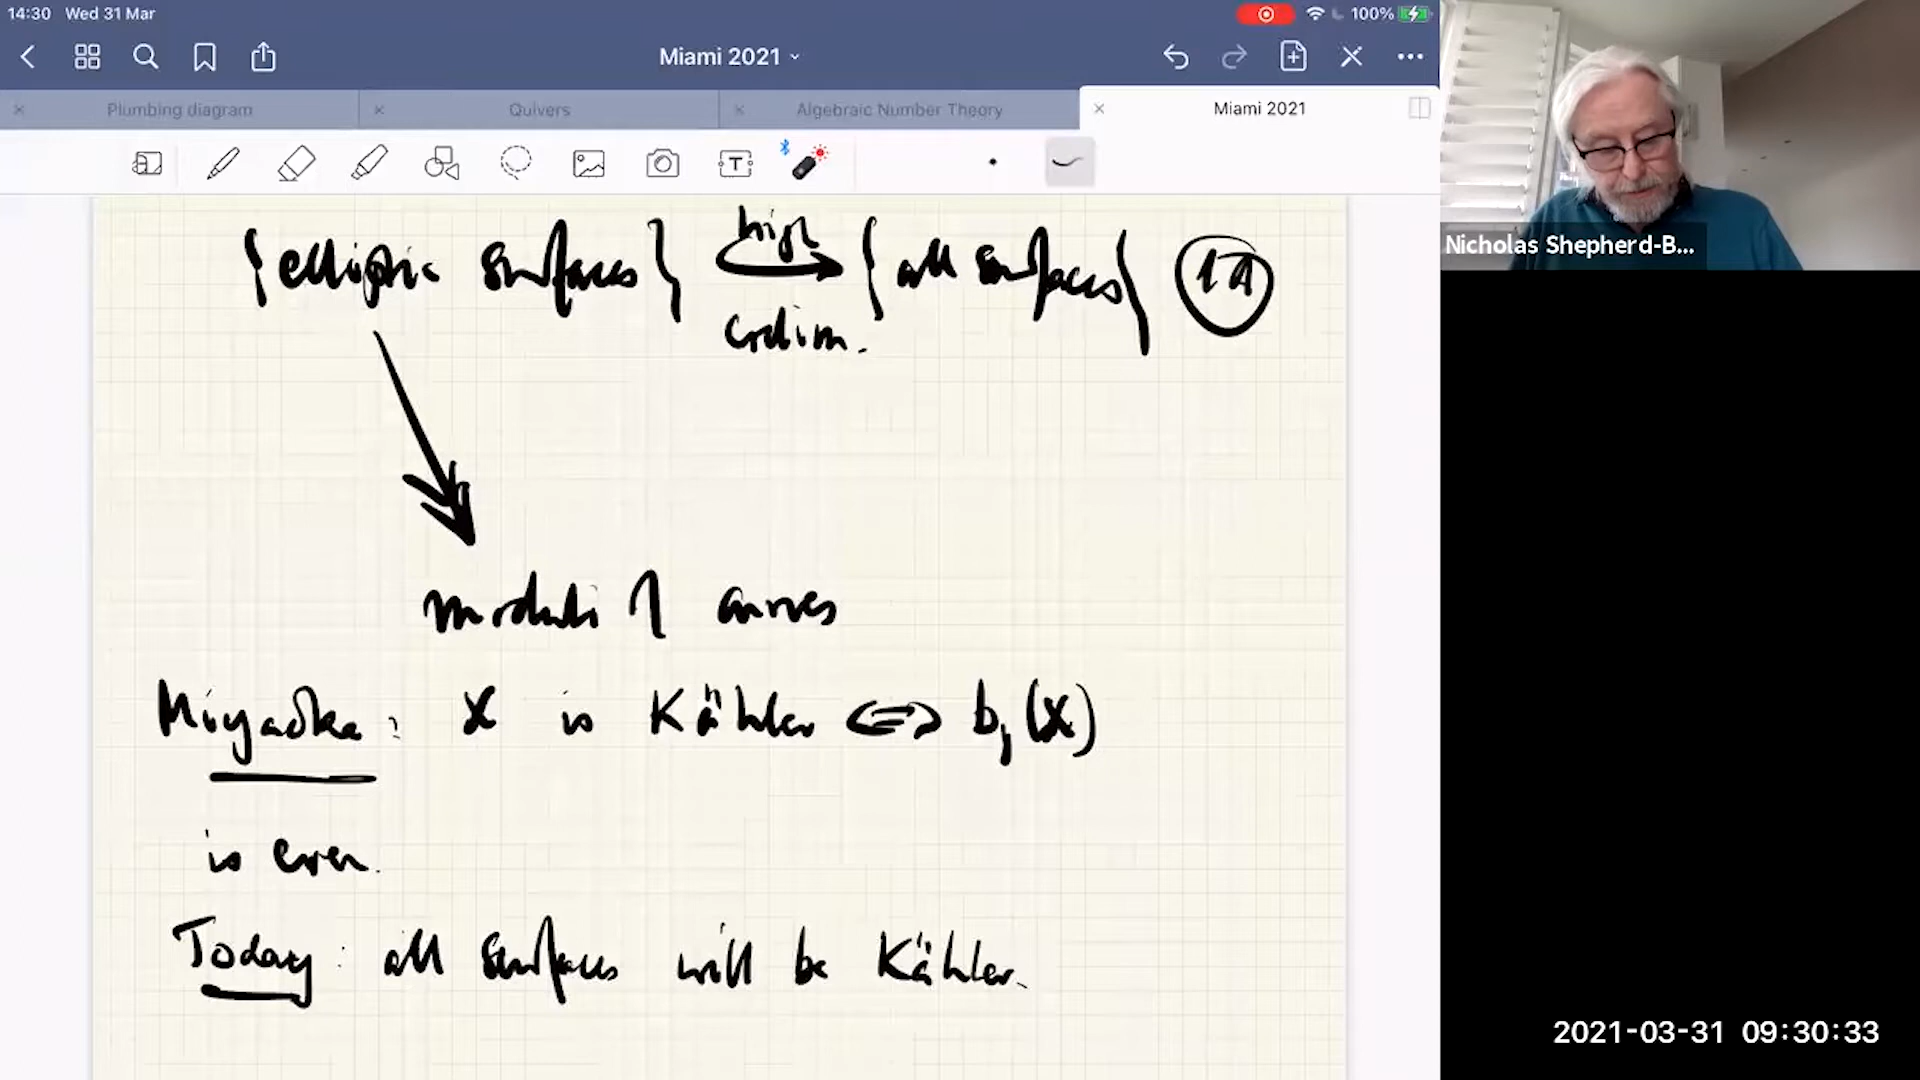 14:30 Wed 31 Mar 100%
Miami 2021
Plumbing diagram Quivers Algebraic Number Theory Miami 2021
T
{elliptic surfaces} high {all surfaces} 1A
codim.
moduli of curves
Miyaoka: X is Kähler ⇔ b₁(X)
is even.
Today: all surfaces will be Kähler.
Nicholas Shepherd-B...
2021-03-31 09:30:33